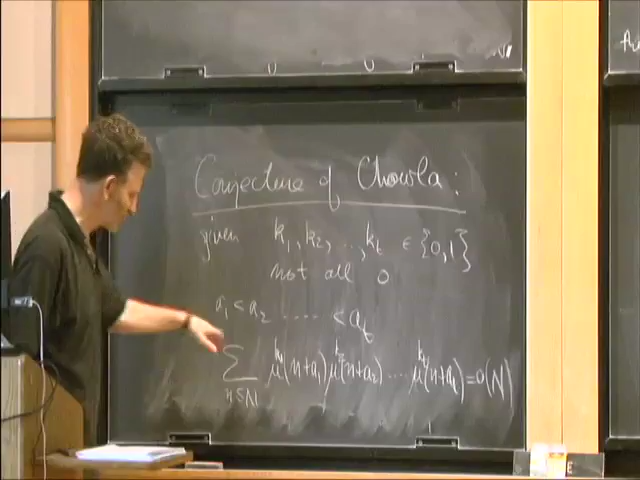 Conjecture of Chowla:
given k₁, k₂, .., kₜ ∈ {0,1}
not all 0
a₁ < a₂ ..... < aₜ
∑_{n≤N} μ^{k₁}(n+a₁) μ^{k₂}(n+a₂) ... μ^{kₜ}(n+aₜ) = o(N)